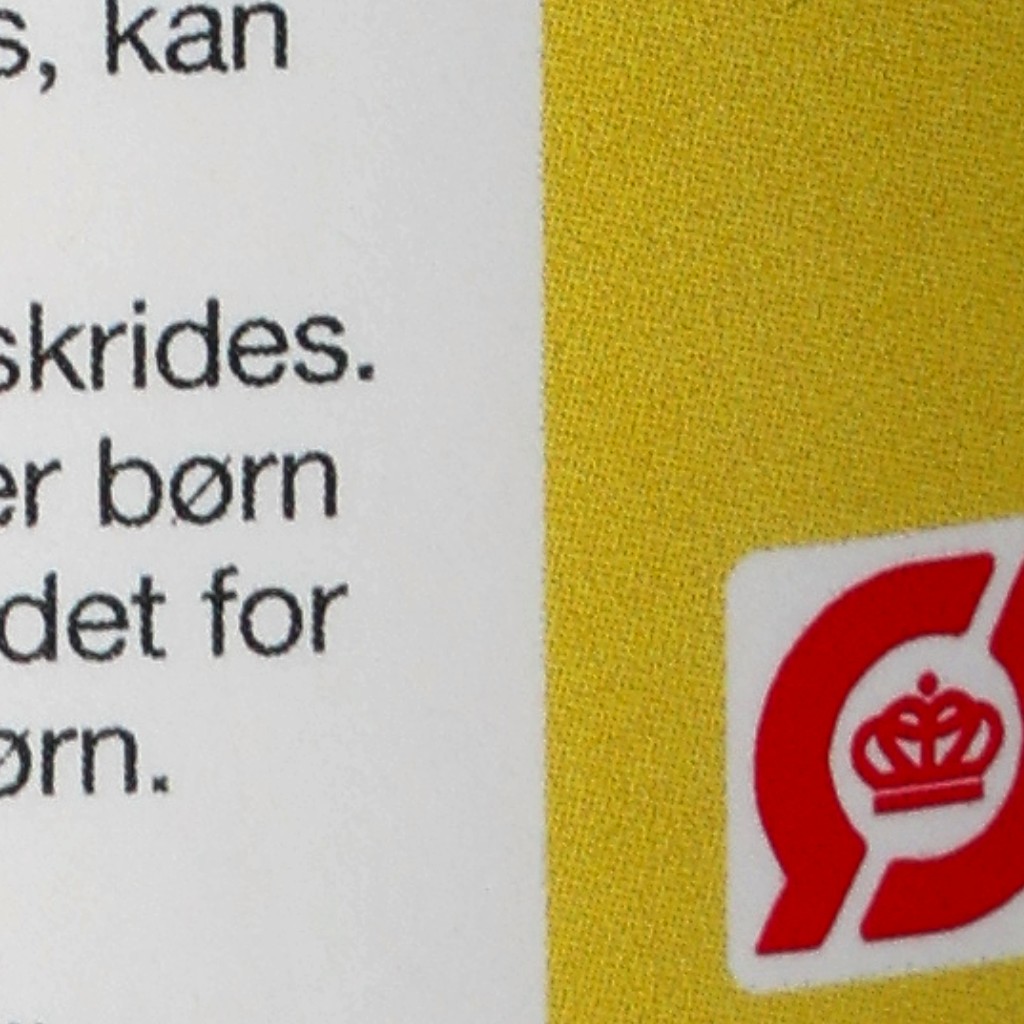 s, kan
skrides.
er børn
det for
ørn.